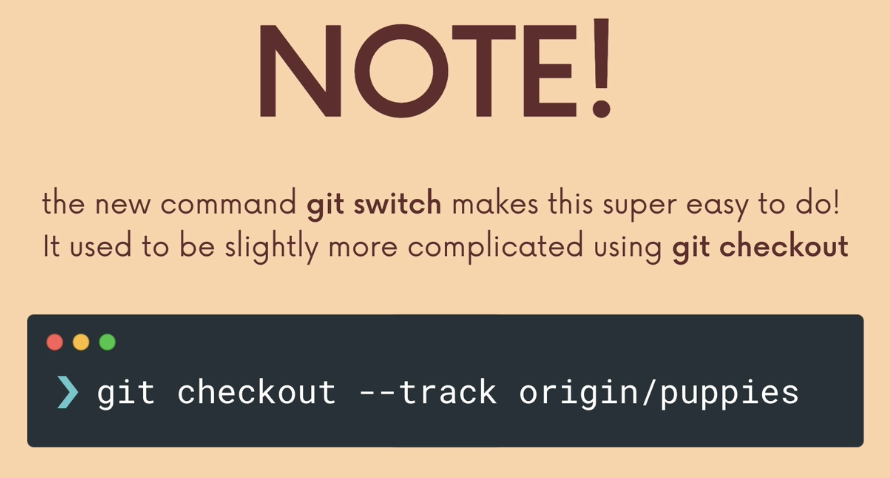 NOTE!
the new command git switch makes this super easy to do!
It used to be slightly more complicated using git checkout
❯ git checkout --track origin/puppies